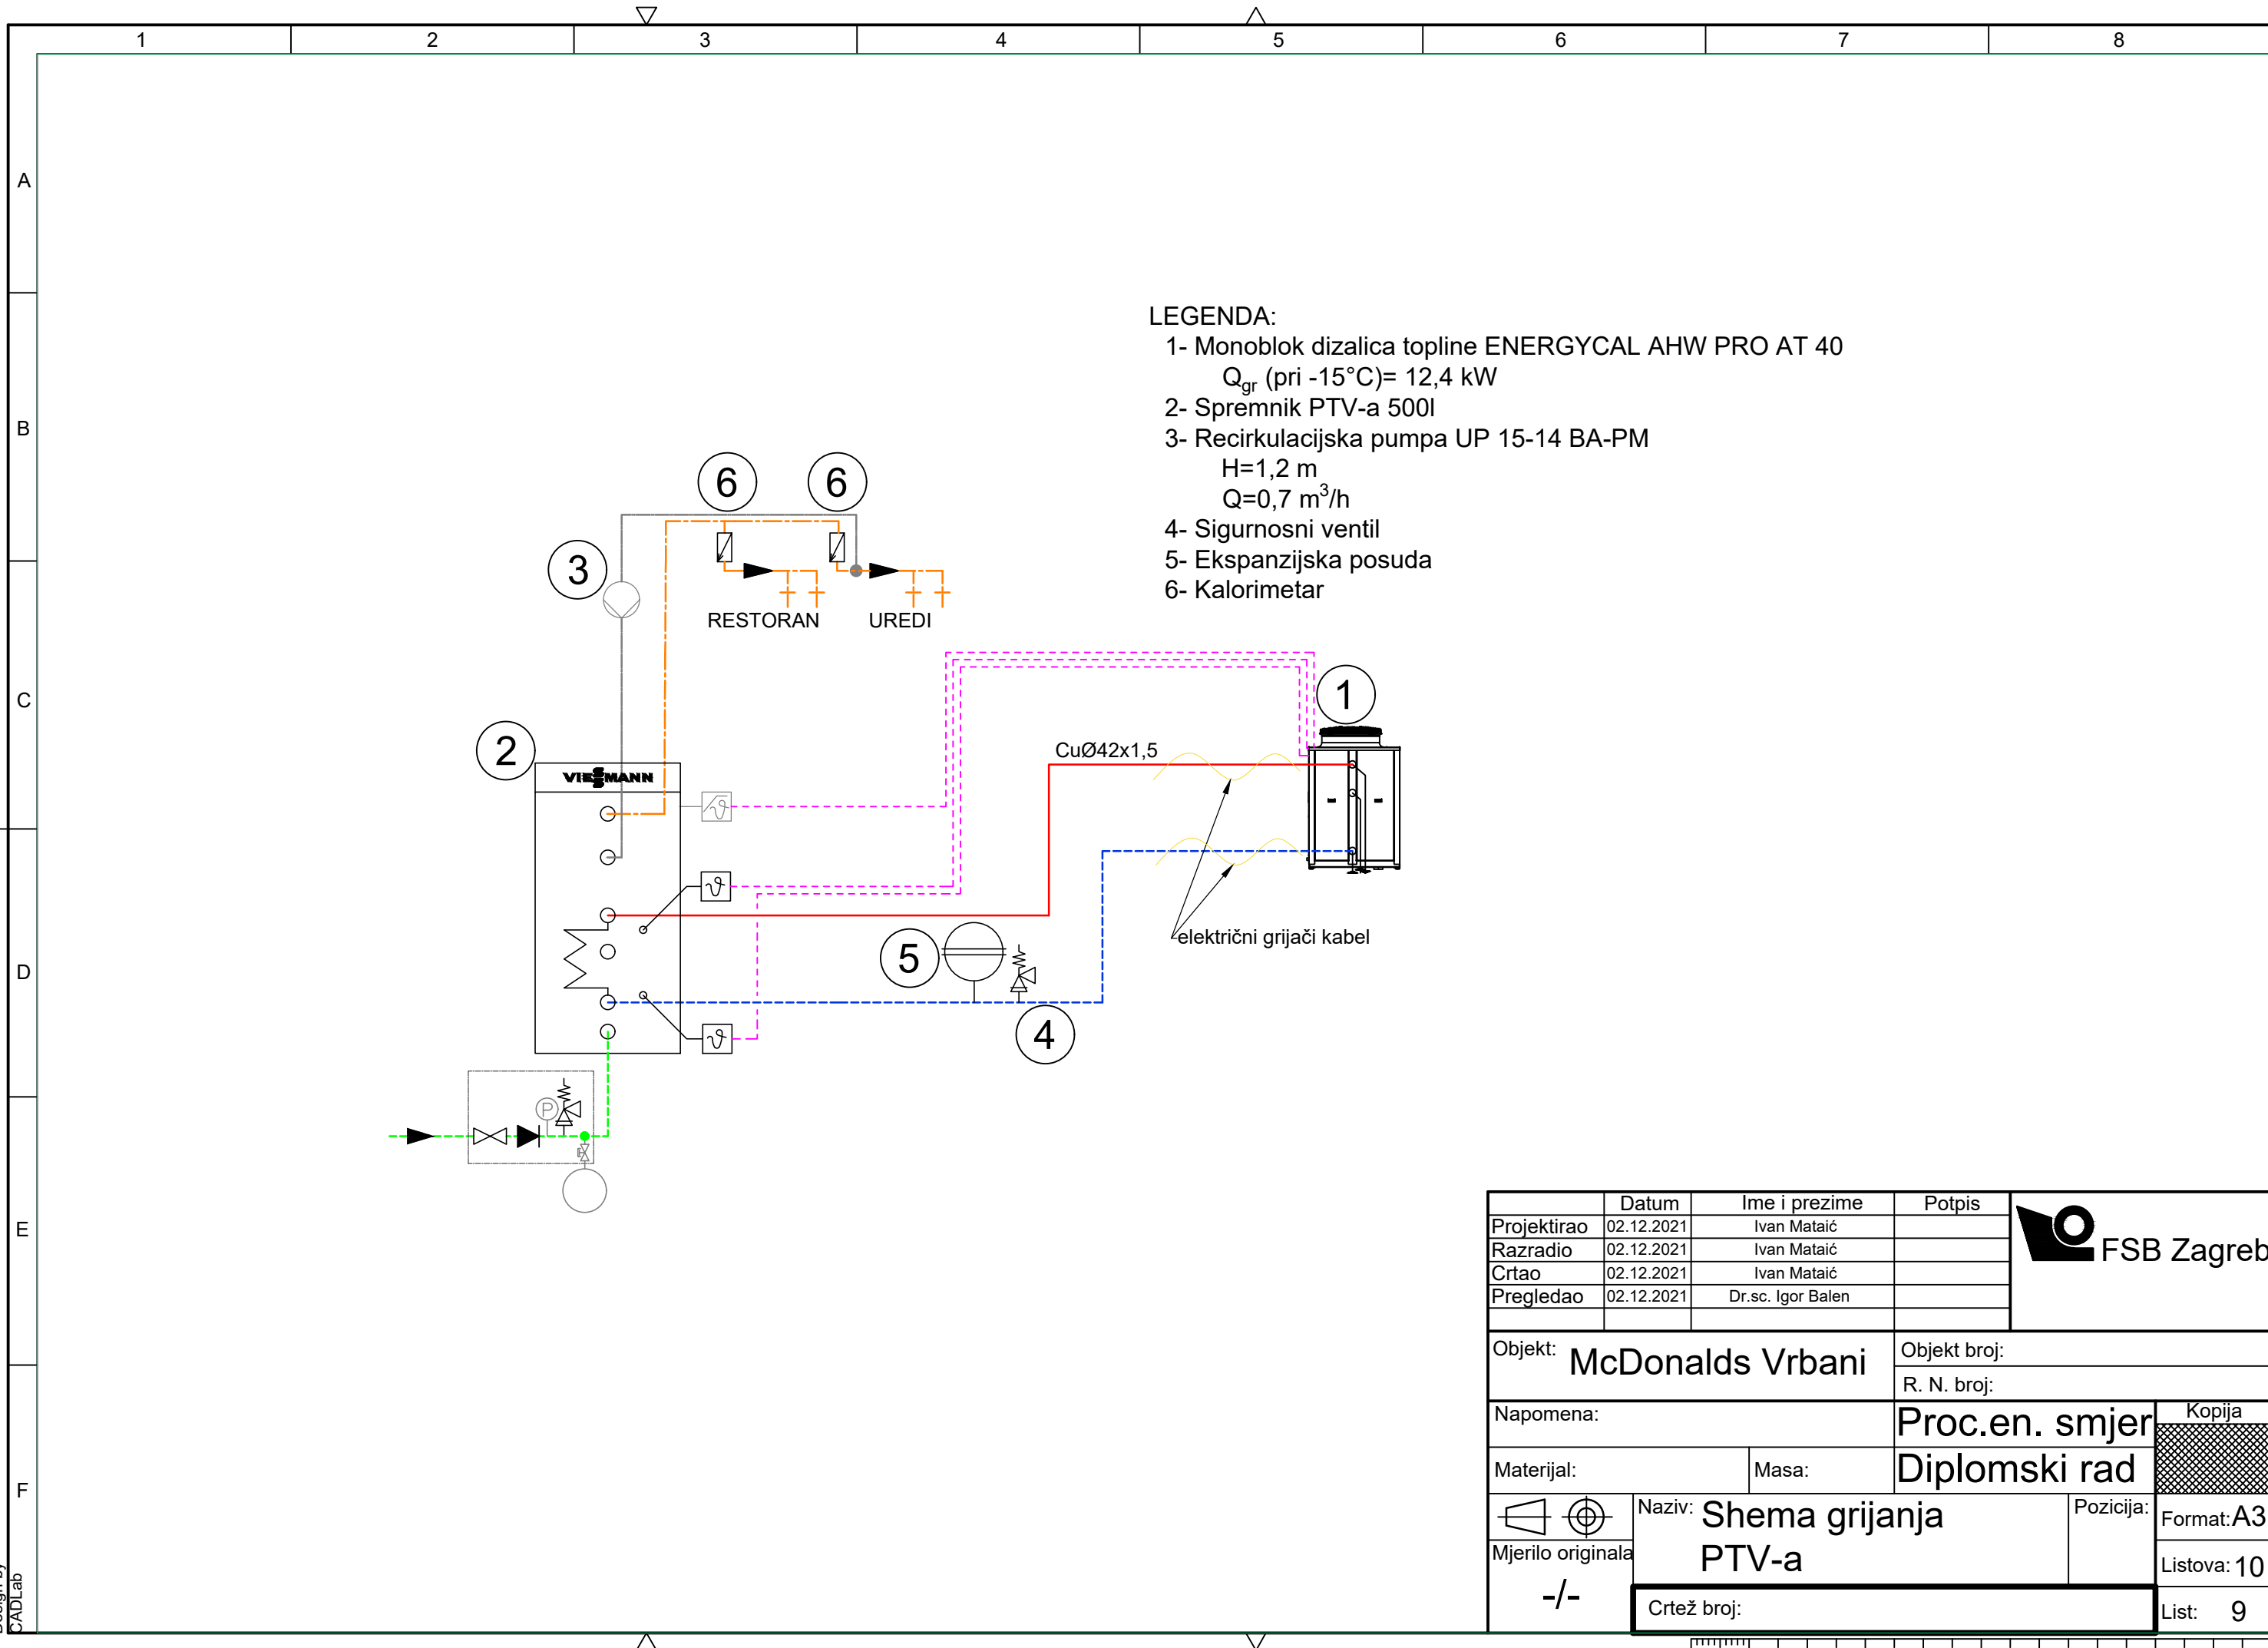 1 2 3 4 5 6 7 8
A
B
C
D
E
F
LEGENDA:
1- Monoblok dizalica topline ENERGYCAL AHW PRO AT 40
Qgr (pri -15°C)= 12,4 kW
2- Spremnik PTV-a 500l
3- Recirkulacijska pumpa UP 15-14 BA-PM
H=1,2 m
Q=0,7 m³/h
4- Sigurnosni ventil
5- Ekspanzijska posuda
6- Kalorimetar
6 6
3
RESTORAN UREDI
1
2
CuØ42x1,5
VIESSMANN
ϑ
ϑ
ϑ
električni grijači kabel
5
4
P
Datum Ime i prezime Potpis
Projektirao 02.12.2021 Ivan Mataić
Razradio 02.12.2021 Ivan Mataić
Crtao 02.12.2021 Ivan Mataić
Pregledao 02.12.2021 Dr.sc. Igor Balen
FSB Zagreb
Objekt: McDonalds Vrbani
Objekt broj:
R. N. broj:
Napomena:
Proc.en. smjer
Kopija
Materijal: Masa:
Diplomski rad
Naziv: Shema grijanja
PTV-a
Pozicija:
Format: A3
Mjerilo originala
-/-
Listova: 10
Crtež broj:
List: 9
CADLab